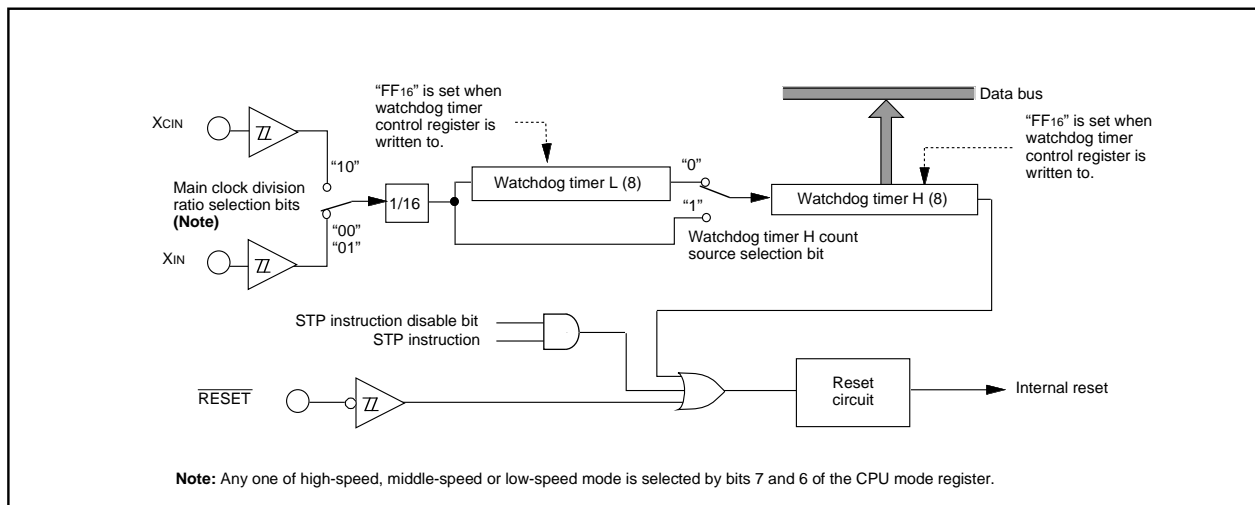 “FF16” is set when
watchdog timer
control register is
written to.
Data bus
“FF16” is set when
watchdog timer
control register is
written to.
XCIN
“10”
Main clock division
ratio selection bits
(Note)
1/16
Watchdog timer L (8)
“0”
“1”
Watchdog timer H (8)
“00”
“01”
Watchdog timer H count
source selection bit
XIN
STP instruction disable bit
STP instruction
RESET
Reset
circuit
Internal reset
Note: Any one of high-speed, middle-speed or low-speed mode is selected by bits 7 and 6 of the CPU mode register.